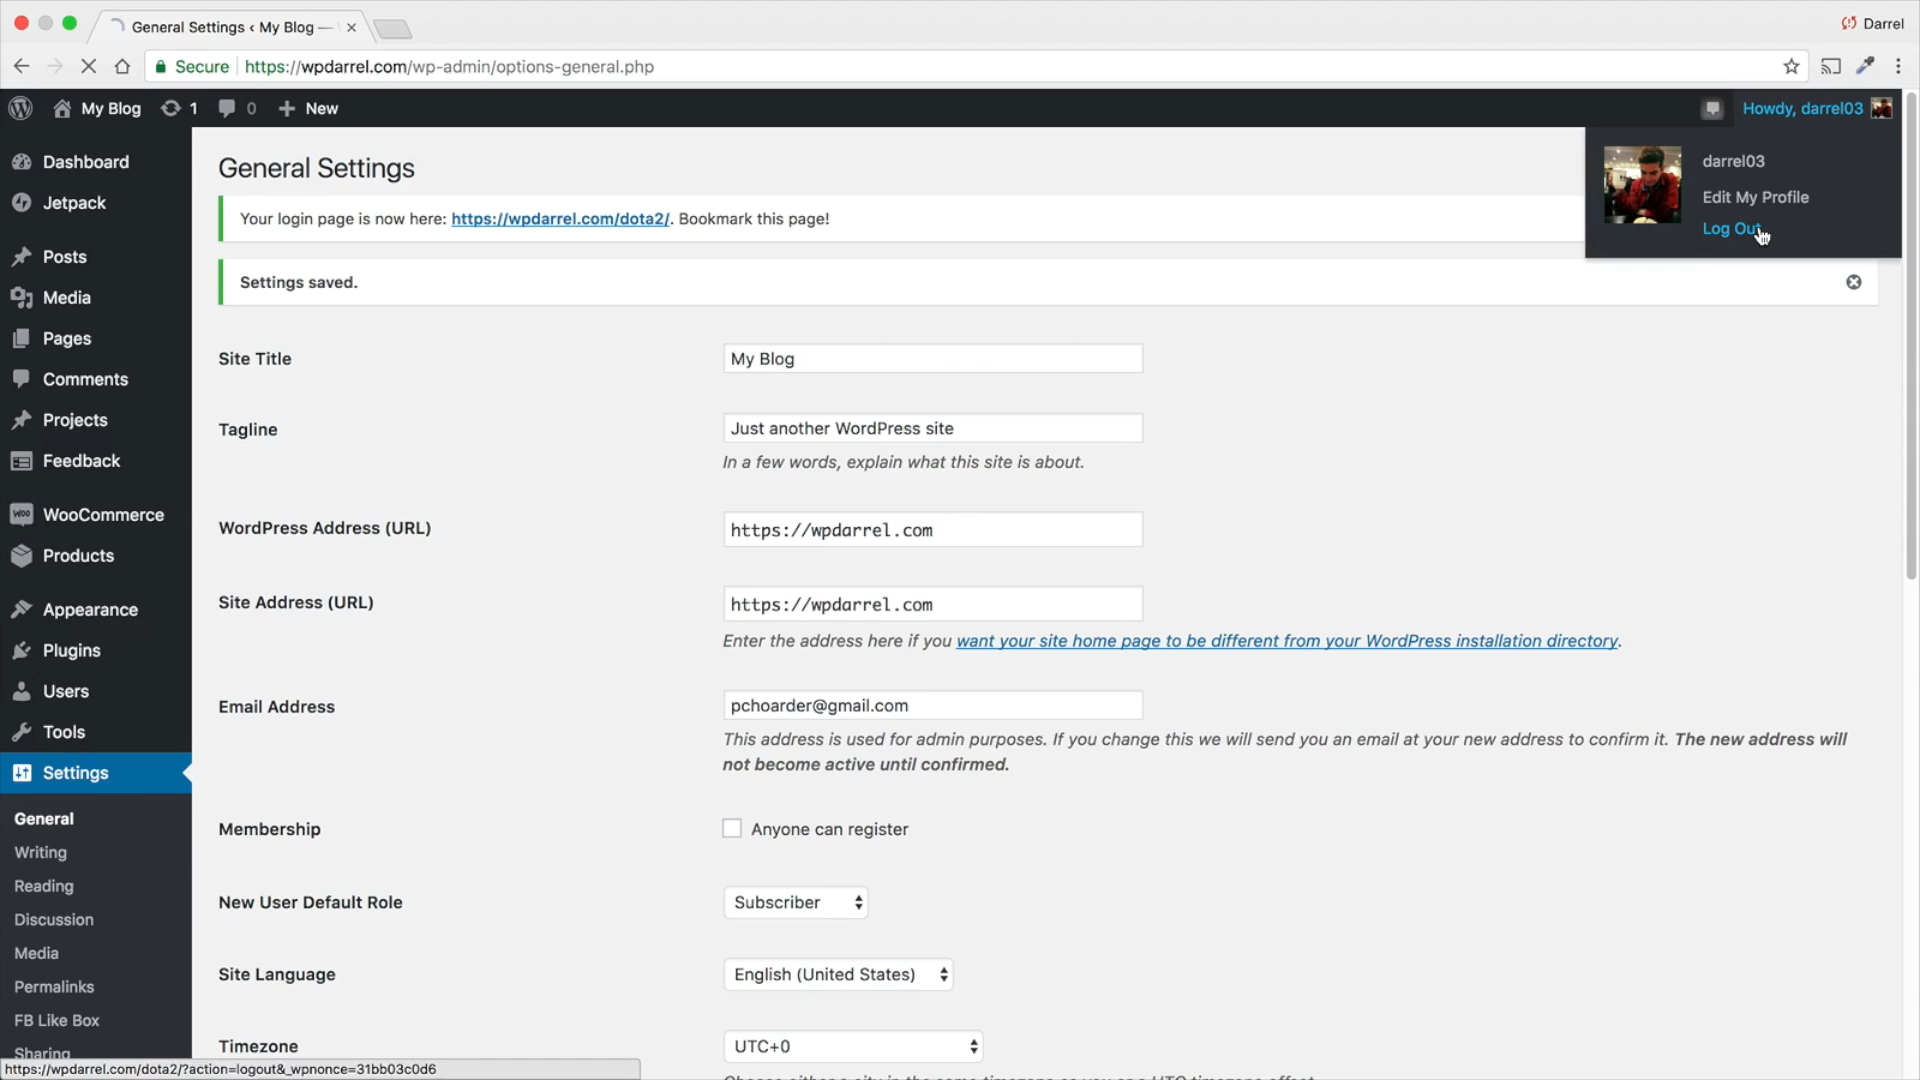 General Settings ‹ My Blog —
Darrel
Secure
https://wpdarrel.com/wp-admin/options-general.php
My Blog
1
0
New
Howdy, darrel03
darrel03
Edit My Profile
Log Out
Dashboard
Jetpack
Posts
Media
Pages
Comments
Projects
Feedback
WooCommerce
Products
Appearance
Plugins
Users
Tools
Settings
General
Writing
Reading
Discussion
Media
Permalinks
FB Like Box
Sharing
General Settings
Your login page is now here: https://wpdarrel.com/dota2/. Bookmark this page!
Settings saved.
Site Title
My Blog
Tagline
Just another WordPress site
In a few words, explain what this site is about.
WordPress Address (URL)
https://wpdarrel.com
Site Address (URL)
https://wpdarrel.com
Enter the address here if you want your site home page to be different from your WordPress installation directory.
Email Address
pchoarder@gmail.com
This address is used for admin purposes. If you change this we will send you an email at your new address to confirm it. The new address will
not become active until confirmed.
Membership
Anyone can register
New User Default Role
Subscriber
Site Language
English (United States)
Timezone
UTC+0
Choose either a city in the same timezone as you or a UTC timezone offset.
https://wpdarrel.com/dota2/?action=logout&_wpnonce=31bb03c0d6